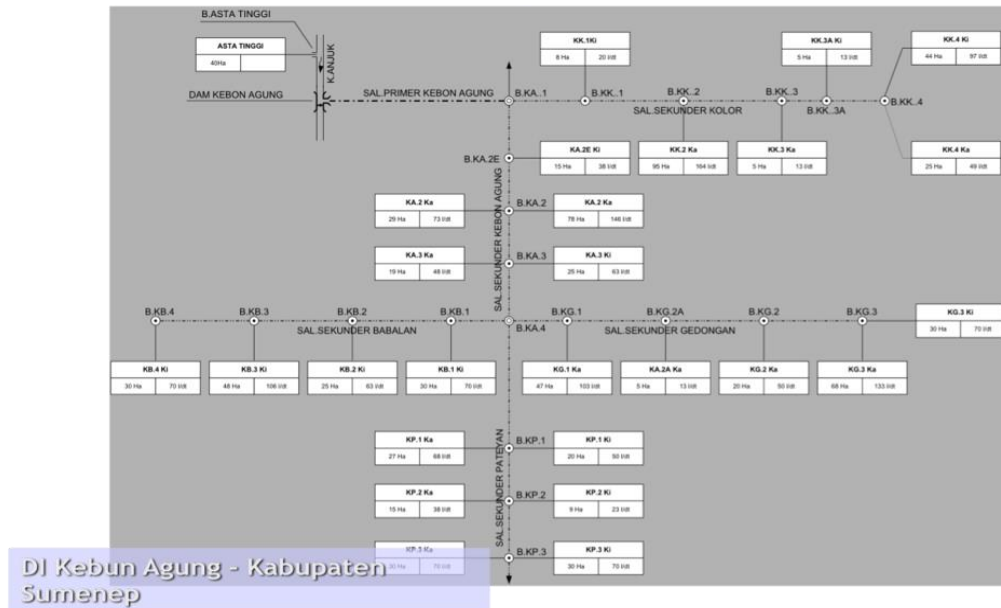 B.ASTA TINGGI
ASTA TINGGI
40Ha
K.ANJUK
DAM KEBON AGUNG
SAL.PRIMER KEBON AGUNG
B.KA..1
KK.1Ki
8 Ha 20 l/dt
B.KK..1
B.KK..2
SAL.SEKUNDER KOLOR
B.KK..3
KK.3A Ki
5 Ha 13 l/dt
B.KK..3A
KK.4 Ki
44 Ha 97 l/dt
B.KK..4
KK.4 Ka
25 Ha 49 l/dt
B.KA.2E
KA.2E Ki
15 Ha 38 l/dt
KK.2 Ka
95 Ha 164 l/dt
KK.3 Ka
5 Ha 13 l/dt
SAL.SEKUNDER KEBON AGUNG
KA.2 Ka
29 Ha 73 l/dt
B.KA.2
KA.2 Ka
78 Ha 146 l/dt
KA.3 Ka
19 Ha 48 l/dt
B.KA.3
KA.3 Ki
25 Ha 63 l/dt
B.KB.4
B.KB.3
B.KB.2
B.KB.1
SAL.SEKUNDER BABALAN
B.KA.4
B.KG.1
B.KG.2A
B.KG.2
B.KG.3
SAL.SEKUNDER GEDONGAN
KG.3 Ki
30 Ha 70 l/dt
KB.4 Ki
30 Ha 70 l/dt
KB.3 Ki
48 Ha 106 l/dt
KB.2 Ki
25 Ha 63 l/dt
KB.1 Ki
30 Ha 70 l/dt
KG.1 Ka
47 Ha 103 l/dt
KA.2A Ka
5 Ha 13 l/dt
KG.2 Ka
20 Ha 50 l/dt
KG.3 Ka
68 Ha 133 l/dt
SAL.SEKUNDER PATEYAN
KP.1 Ka
27 Ha 68 l/dt
B.KP.1
KP.1 Ki
20 Ha 50 l/dt
KP.2 Ka
15 Ha 38 l/dt
B.KP.2
KP.2 Ki
9 Ha 23 l/dt
KP.3 Ka
30 Ha 70 l/dt
B.KP.3
KP.3 Ki
30 Ha 70 l/dt
DI Kebun Agung - Kabupaten
Sumenep